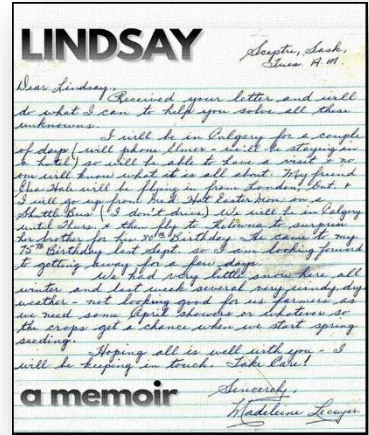 LINDSAY
Sceptre, Sask,
Tues. A.M.
Dear Lindsay:
Received your letter and will
do what I can to help you solve all these
unknowns.
I will be in Calgary for a couple
of days (will phone Elmer - will be staying in
a hotel) so will be able to have a visit & no
one will know what it is all about. My friend
Elva Hale will be flying in from London, Ont. &
I will go up from Med. Hat Easter Mon. on a
Shuttle Bus (I don't drive) We will be in Calgary
until Thurs. & then go to Kelowna to surprise
her brother for his 90th Birthday - He came to my
75th Birthday last Sept. so I am looking forward
to getting away for a few days.
We had very little snow here all
winter and last week several very windy dry
weather - not looking good for us farmers as
we need some April showers or whatever so
the crops get a chance when we start spring
seeding.
Hoping all is well with you - I
will be keeping in touch. Take Care!
Sincerely,
a memoir
Madeleine Lecuyer